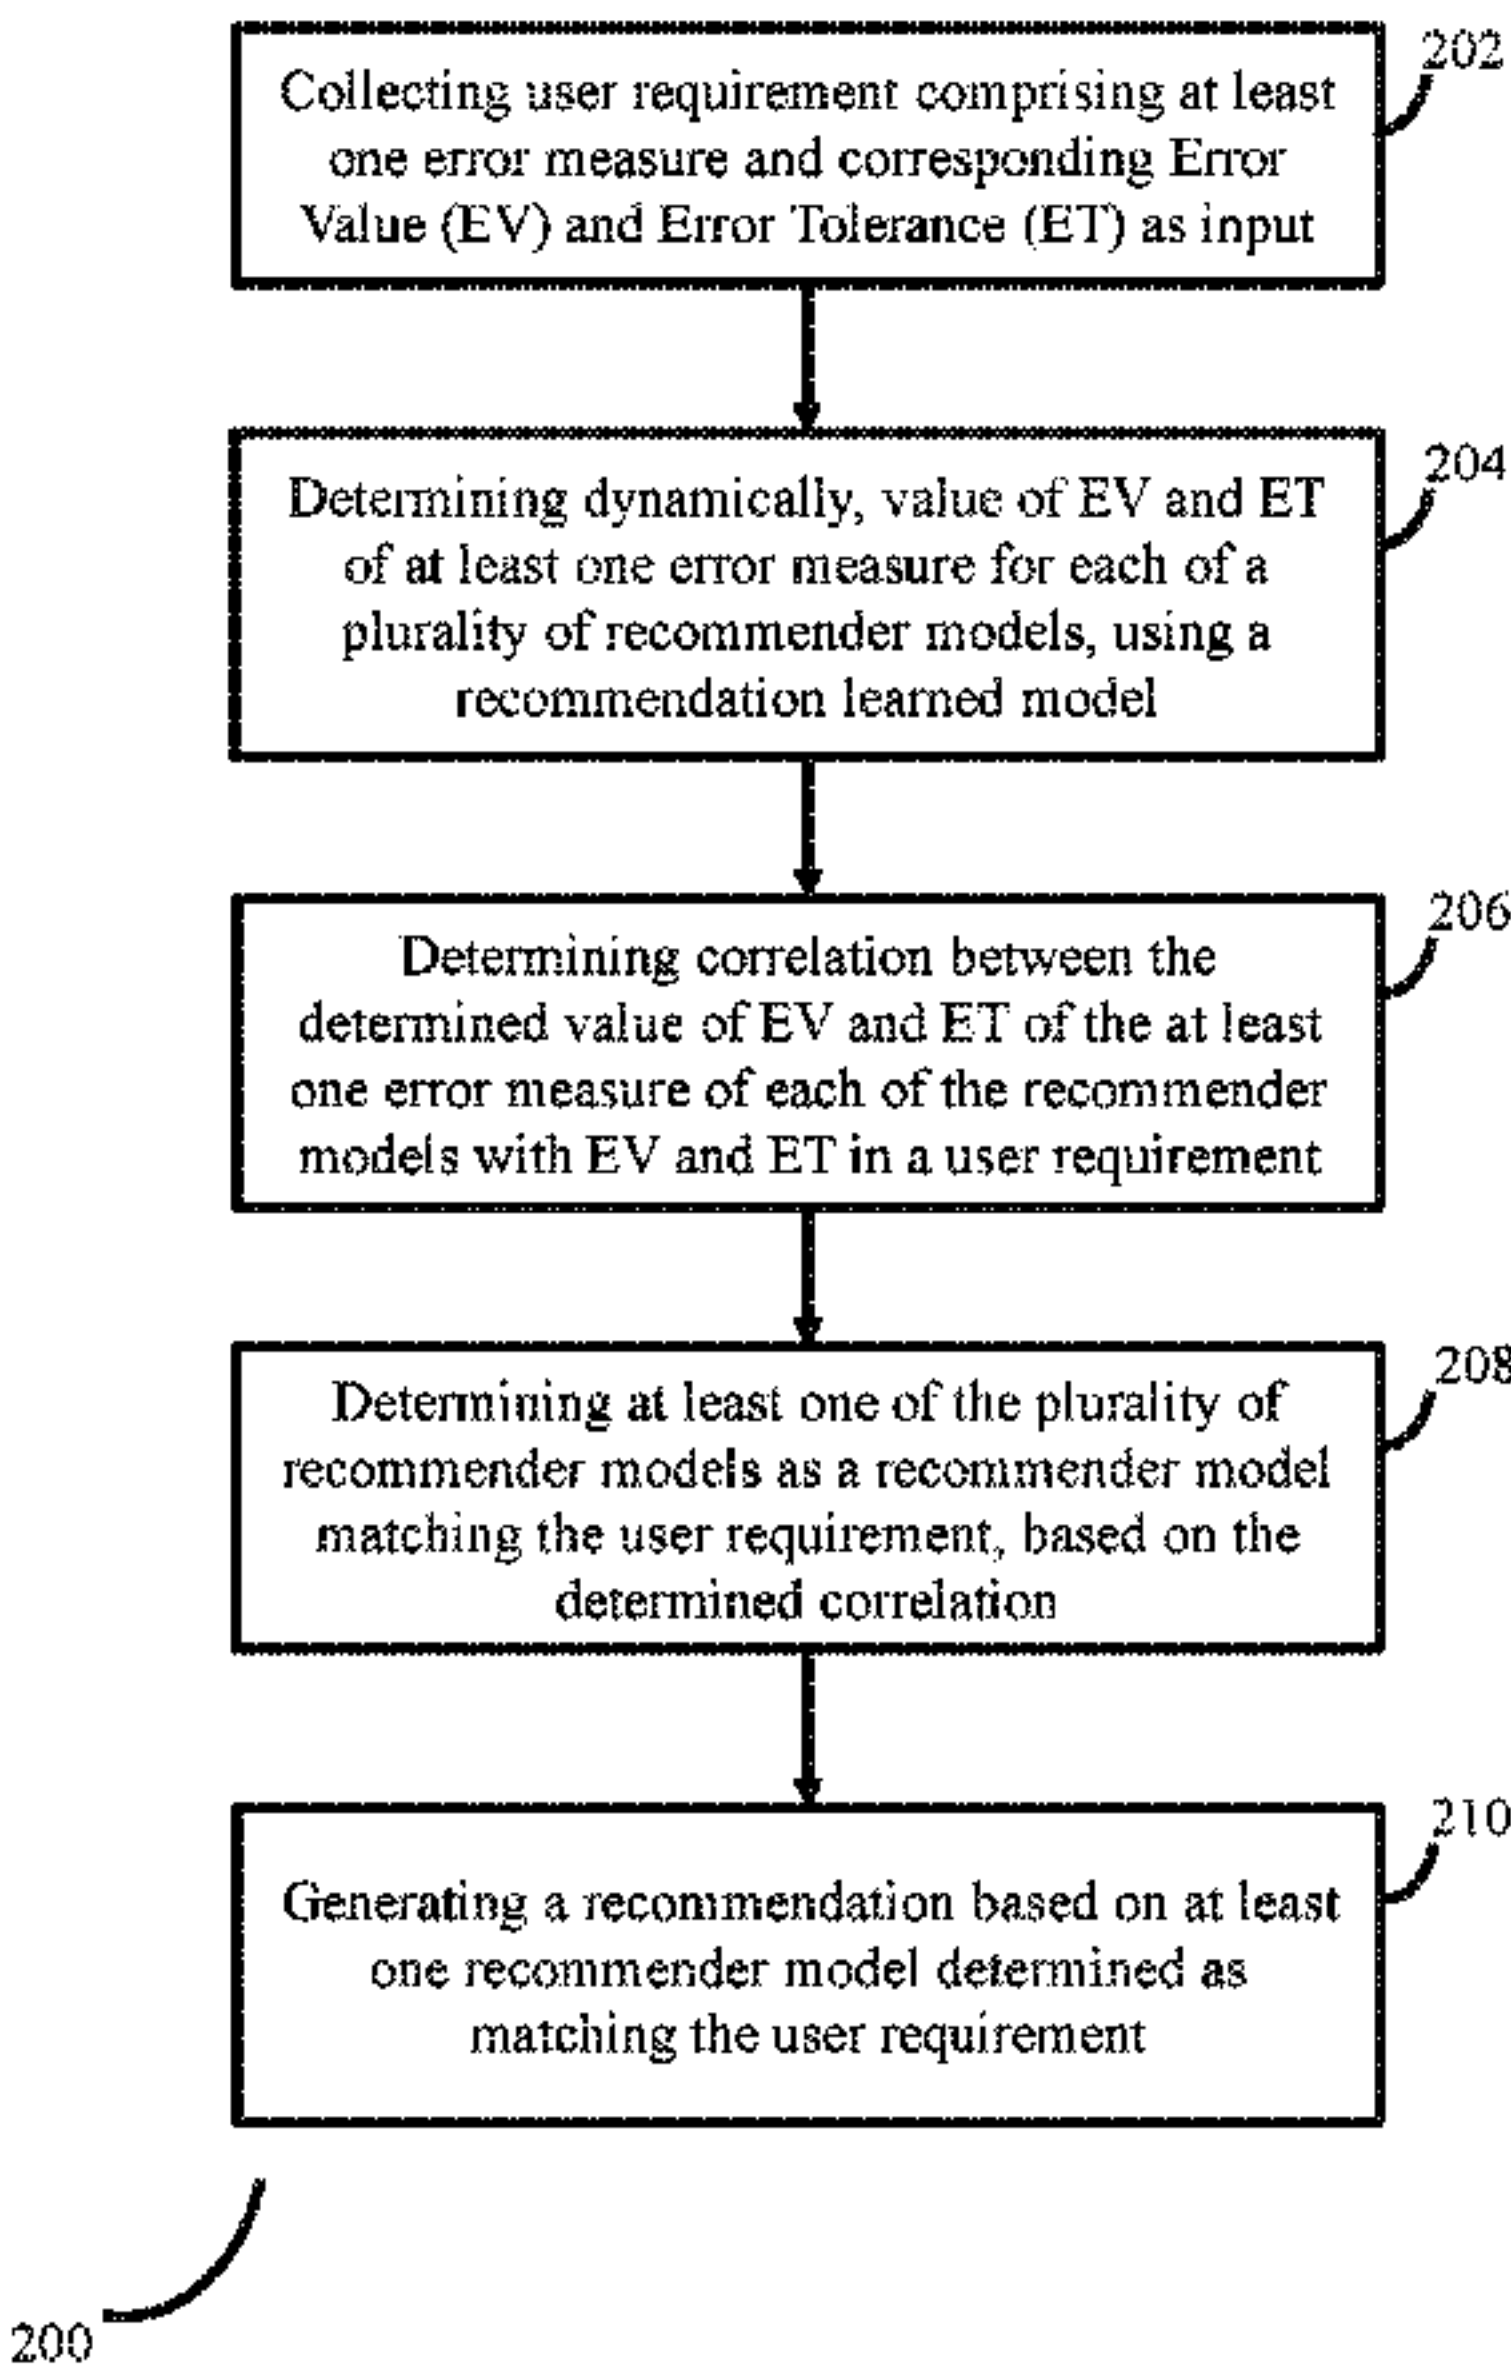 202
Collecting user requirement comprising at least
one error measure and corresponding Error
Value (EV) and Error Tolerance (ET) as input
204
Determining dynamically, value of EV and ET
of at least one error measure for each of a
plurality of recommender models, using a
recommendation learned model
206
Determining correlation between the
determined value of EV and ET of the at least
one error measure of each of the recommender
models with EV and ET in a user requirement
208
Determining at least one of the plurality of
recommender models as a recommender model
matching the user requirement, based on the
determined correlation
210
Generating a recommendation based on at least
one recommender model determined as
matching the user requirement
200